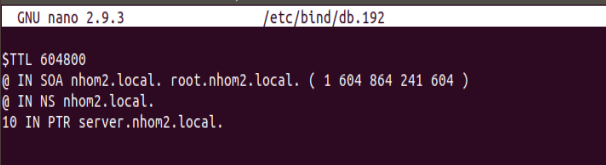 GNU nano 2.9.3 /etc/bind/db.192
$TTL 604800
@ IN SOA nhom2.local. root.nhom2.local. ( 1 604 864 241 604 )
@ IN NS nhom2.local.
10 IN PTR server.nhom2.local.